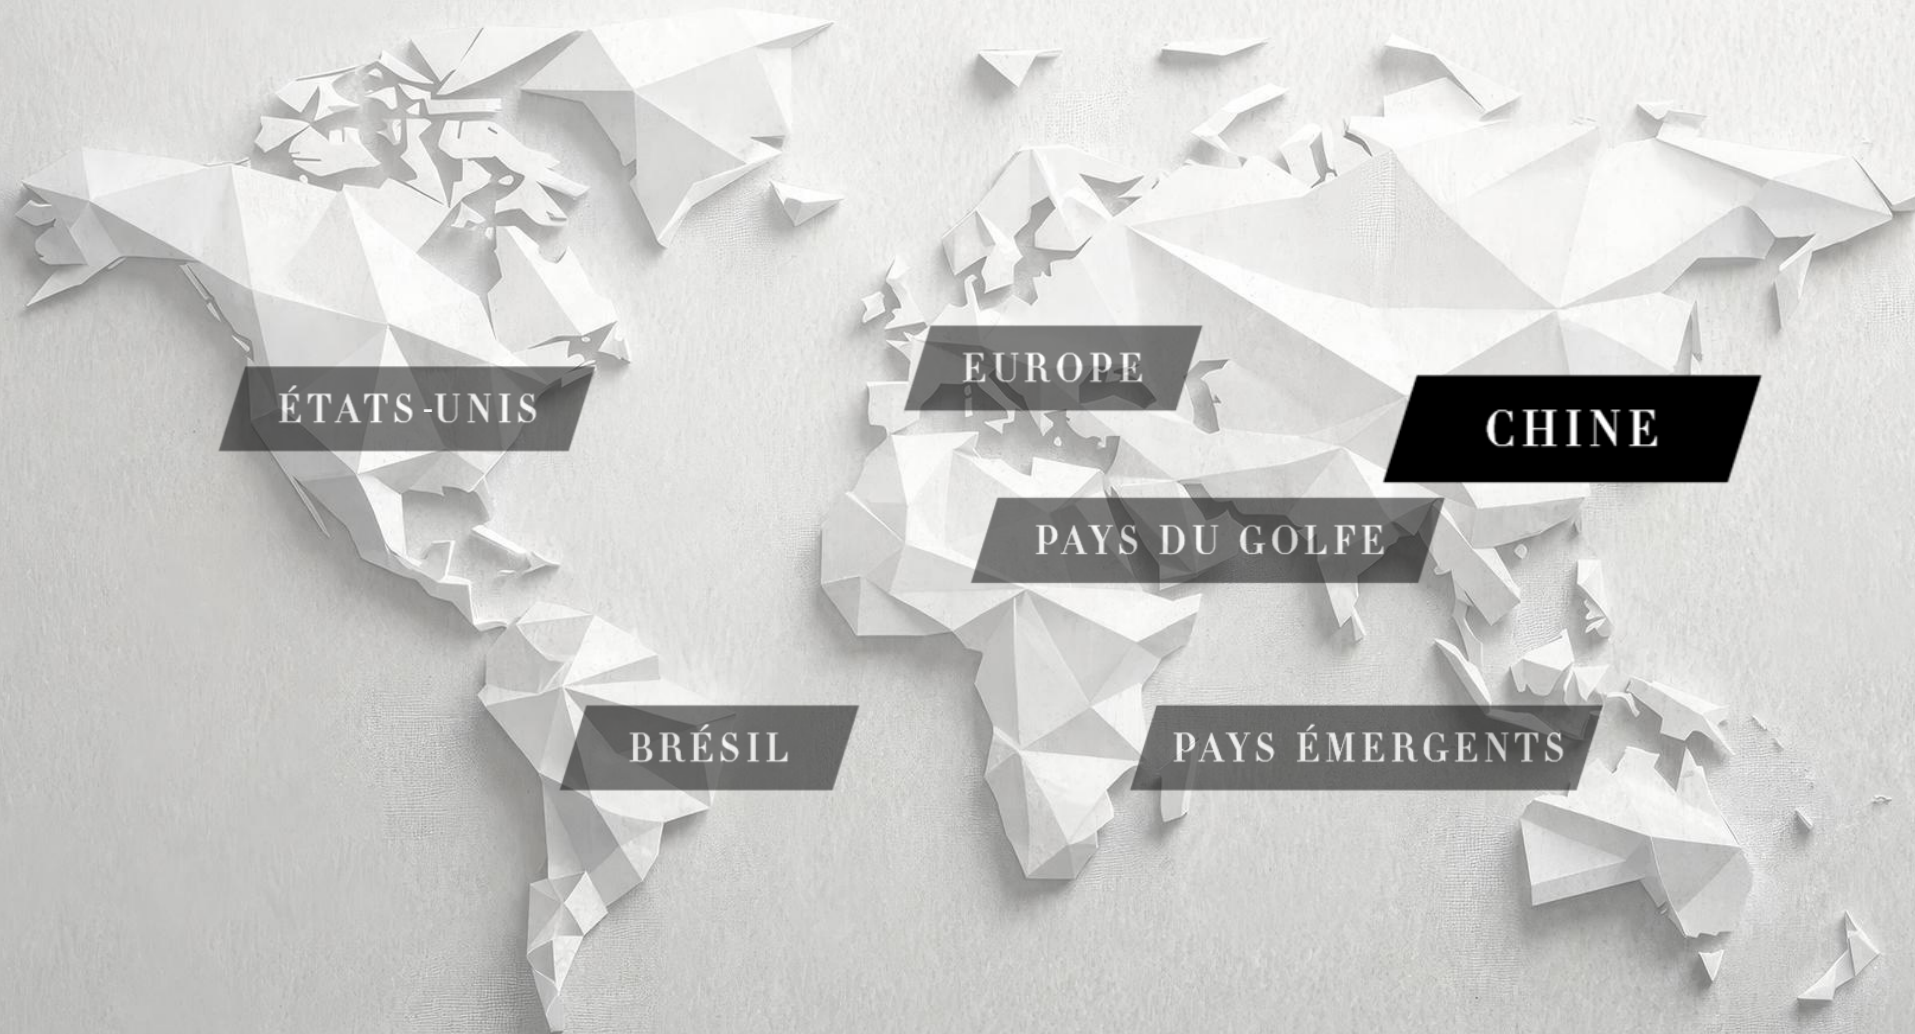 EUROPE
ÉTATS-UNIS
CHINE
PAYS DU GOLFE
BRÉSIL
PAYS ÉMERGENTS